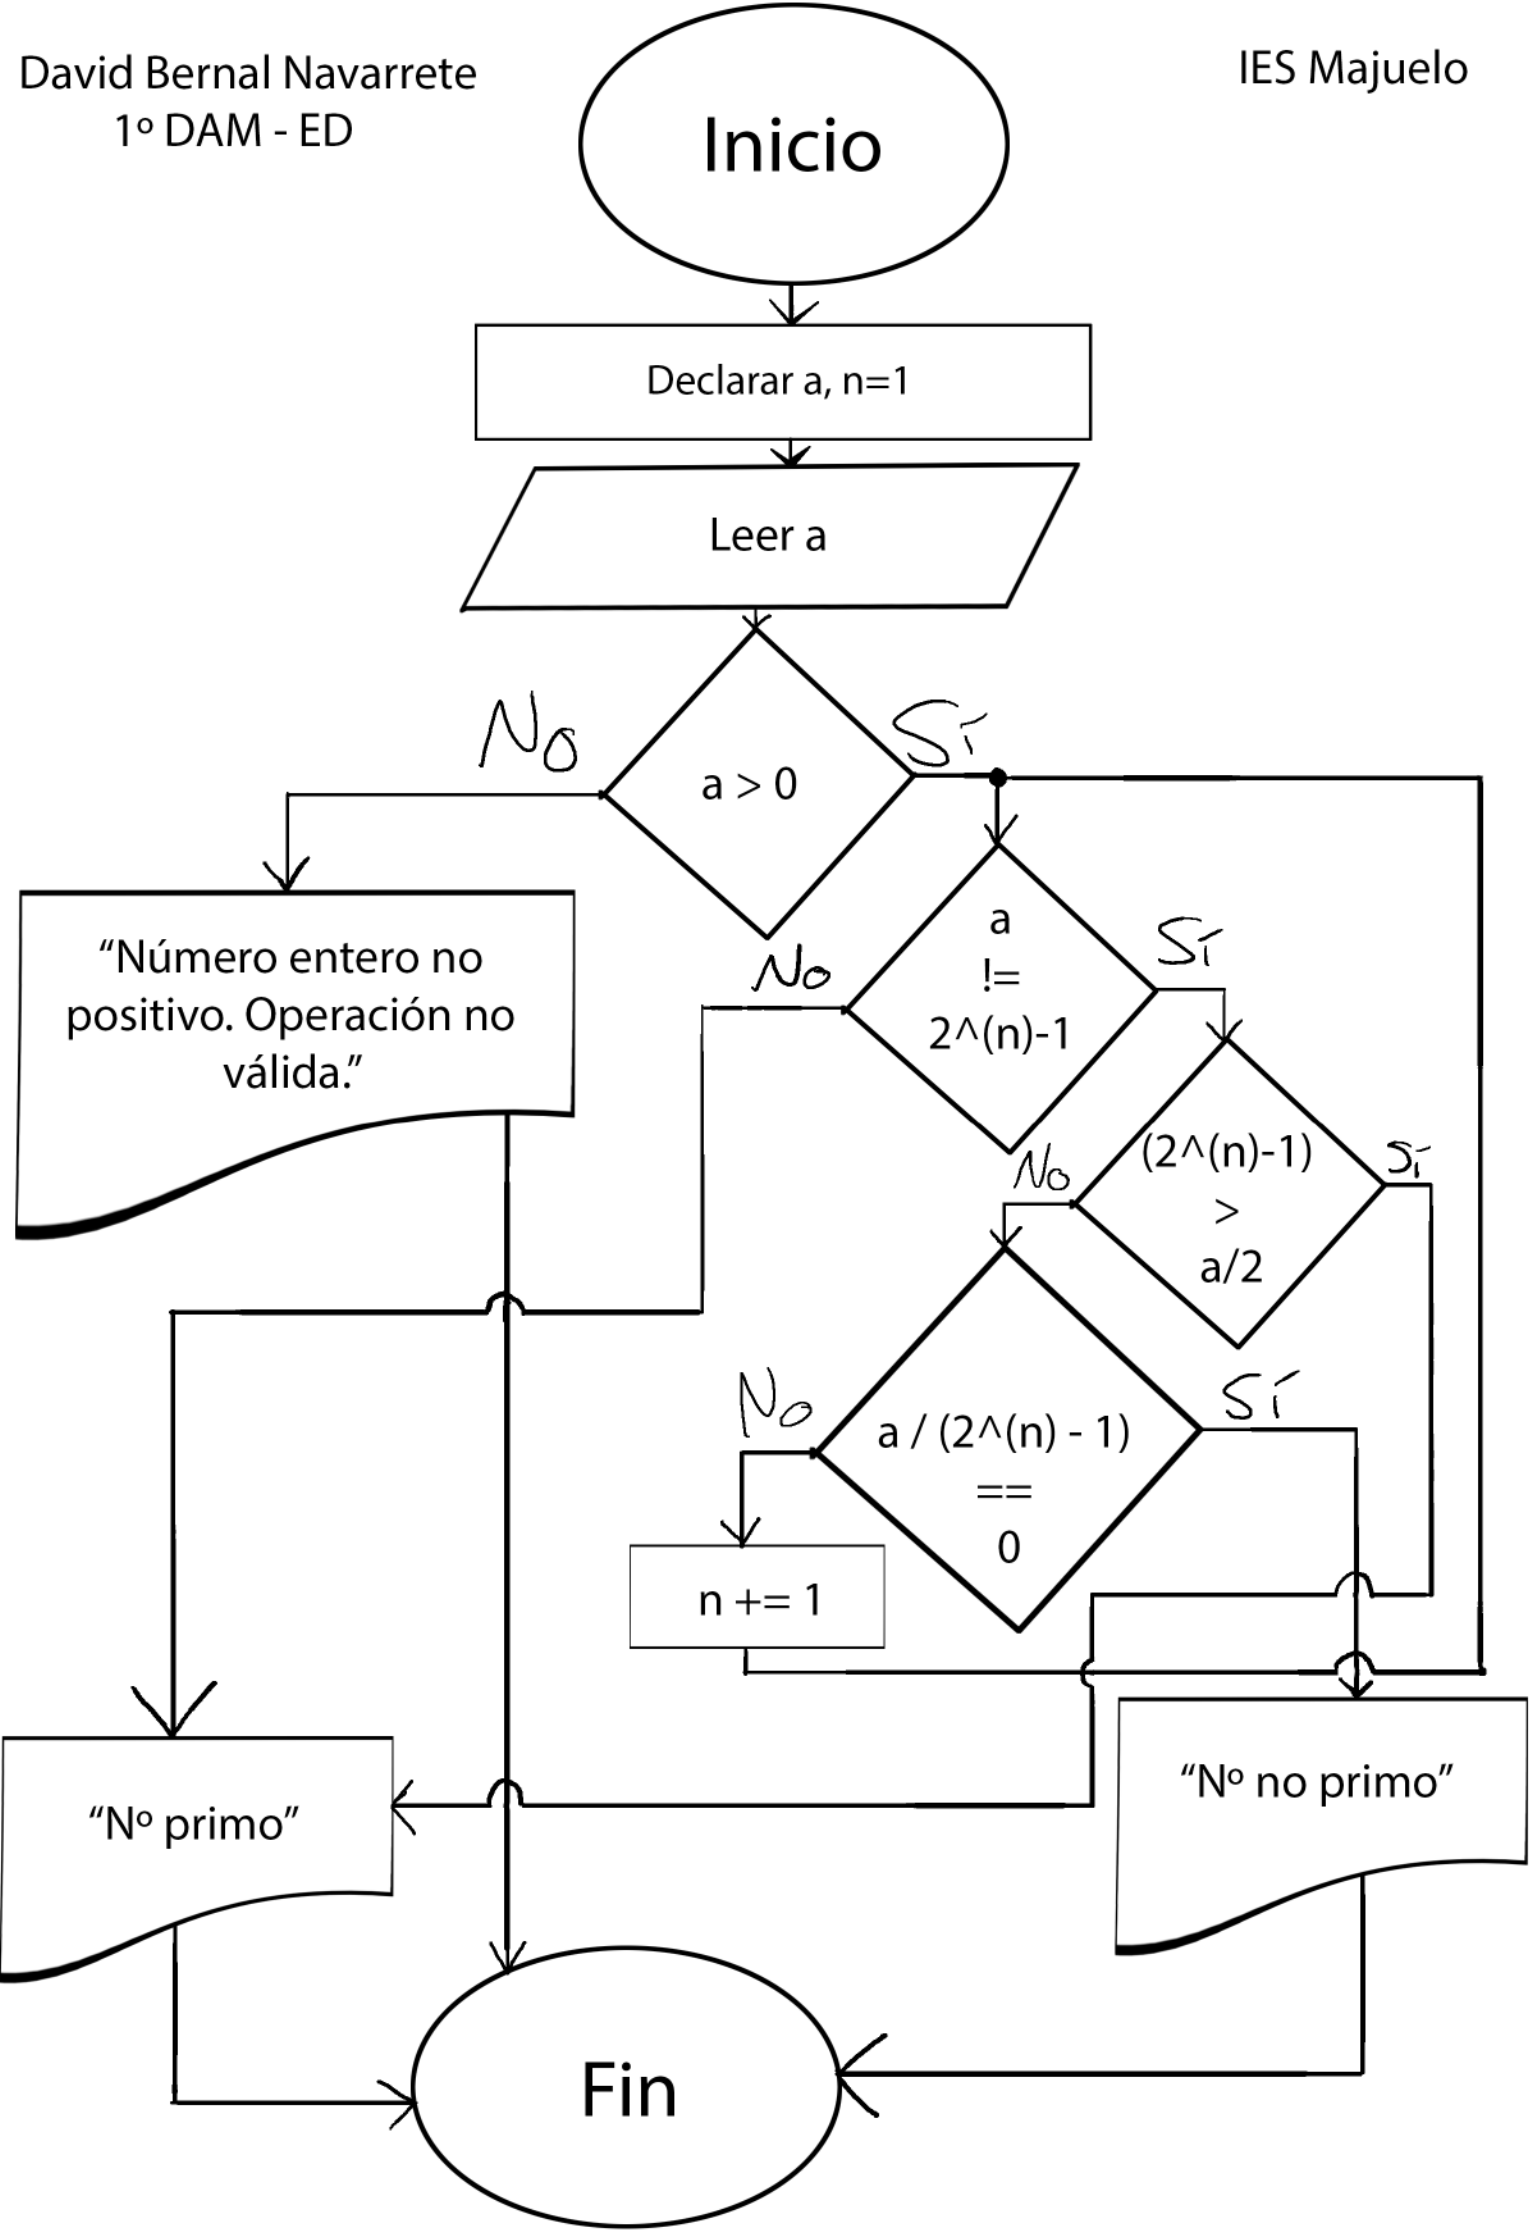 David Bernal Navarrete
1º DAM - ED
IES Majuelo
Inicio
Declarar a, n=1
Leer a
No
Sí
a > 0
“Número entero no
positivo. Operación no
válida.”
No
a
!=
2^(n)-1
Sí
No
(2^(n)-1)
>
a/2
Sí
No
a / (2^(n) - 1)
==
0
Sí
n += 1
“Nº primo”
“Nº no primo”
Fin